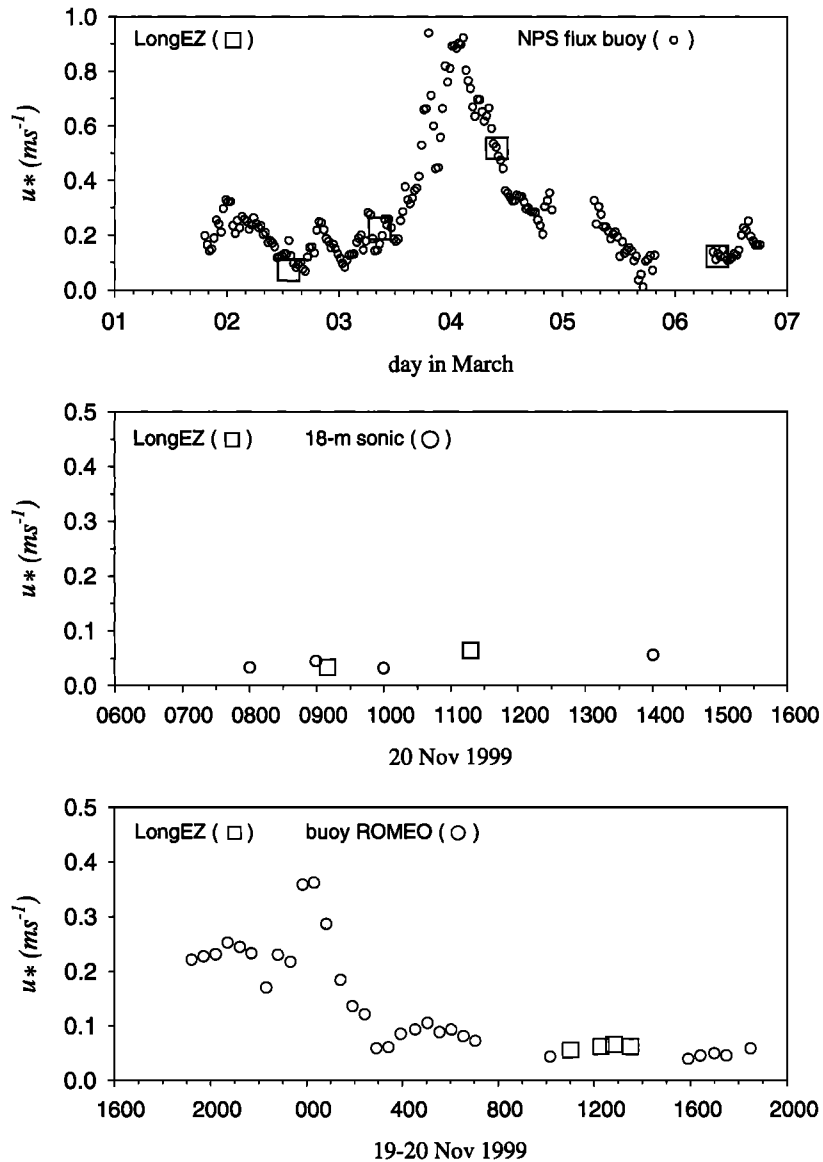 LongEZ ( □ ) NPS flux buoy ( ○ )
1.0
0.8
0.6
0.4
0.2
0.0
u* (ms⁻¹)
01 02 03 04 05 06 07
day in March
LongEZ ( □ ) 18-m sonic ( ○ )
0.5
0.4
0.3
0.2
0.1
0.0
u* (ms⁻¹)
0600 0700 0800 0900 1000 1100 1200 1300 1400 1500 1600
20 Nov 1999
LongEZ ( □ ) buoy ROMEO ( ○ )
0.5
0.4
0.3
0.2
0.1
0.0
u* (ms⁻¹)
1600 2000 000 400 800 1200 1600 2000
19-20 Nov 1999